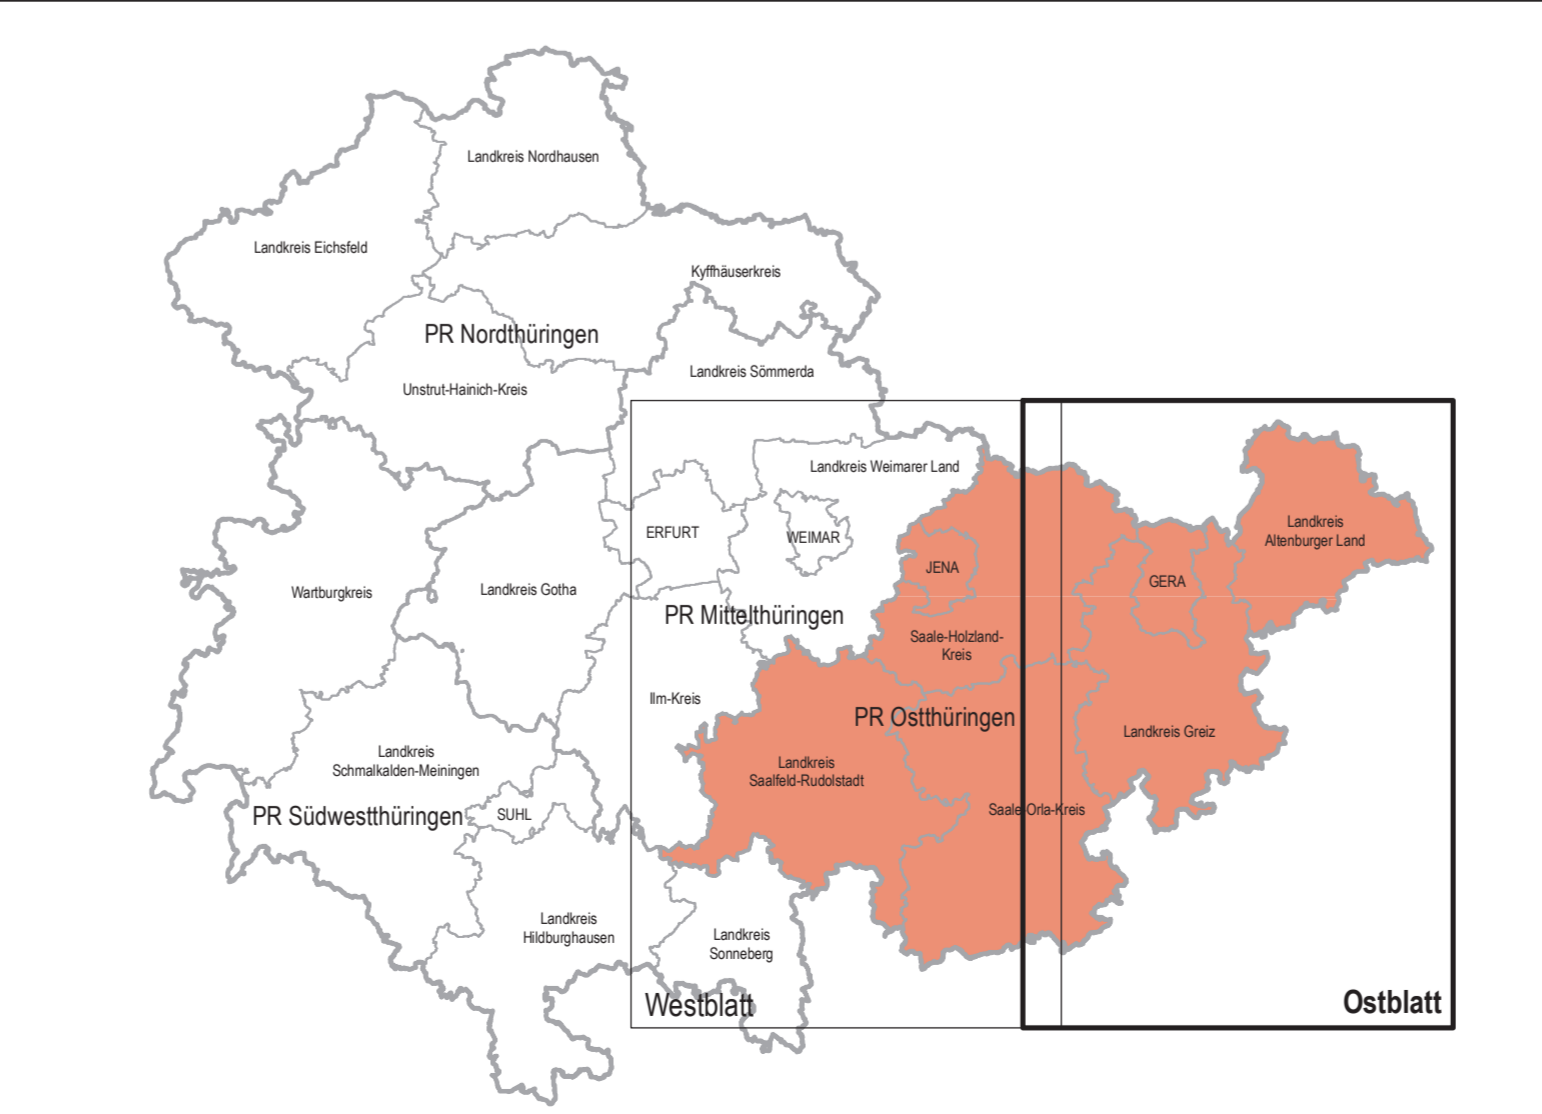 Landkreis Nordhausen
Landkreis Eichsfeld
Kyffhäuserkreis
PR Nordthüringen
Landkreis Sömmerda
Unstrut-Hainich-Kreis
Landkreis Weimarer Land
Landkreis
Altenburger Land
ERFURT
WEIMAR
JENA
GERA
Wartburgkreis
Landkreis Gotha
PR Mittelthüringen
Saale-Holzland-
Kreis
Ilm-Kreis
PR Ostthüringen
Landkreis Greiz
Landkreis
Schmalkalden-Meiningen
Landkreis
Saalfeld-Rudolstadt
PR Südwestthüringen
SUHL
Saale-Orla-Kreis
Landkreis
Hildburghausen
Landkreis
Sonneberg
Westblatt
Ostblatt